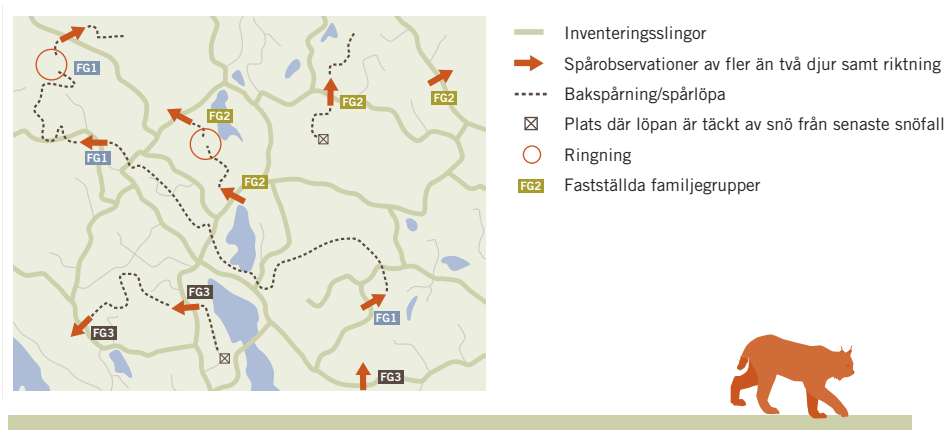 Inventeringsslingor
Spårobservationer av fler än två djur samt riktning
Bakspårning/spårlöpa
Plats där löpan är täckt av snö från senaste snöfall
Ringning
FG2 Fastställda familjegrupper
FG1
FG2
FG2
FG2
FG1
FG2
FG3
FG1
FG3
FG3